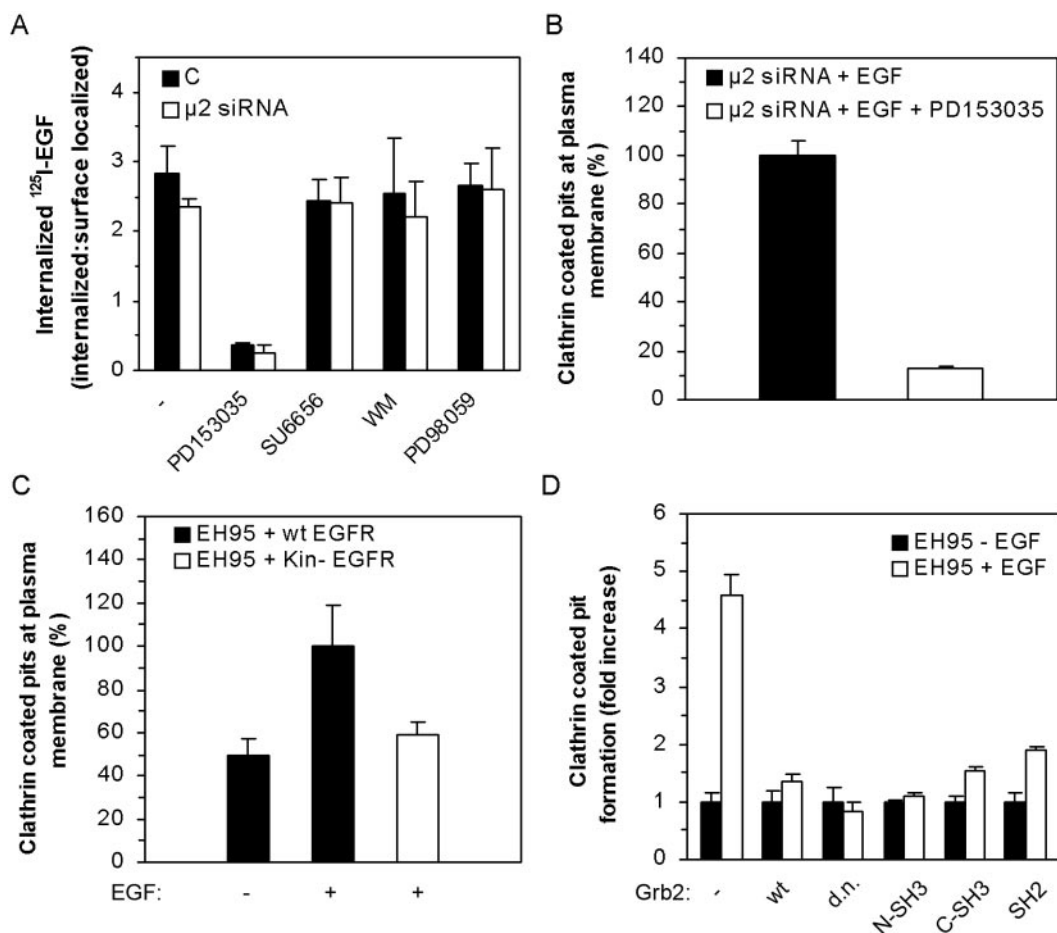 A
Internalized ¹²⁵I-EGF
(internalized:surface localized)
4
3
2
1
0
C
µ2 siRNA
-
PD153035
SU6656
WM
PD98059
B
Clathrin coated pits at plasma
membrane (%)
140
120
100
80
60
40
20
0
µ2 siRNA + EGF
µ2 siRNA + EGF + PD153035
C
Clathrin coated pits at plasma
membrane (%)
160
140
120
100
80
60
40
20
0
EH95 + wt EGFR
EH95 + Kin- EGFR
EGF: - + +
D
Clathrin coated pit
formation (fold increase)
6
5
4
3
2
1
0
EH95 - EGF
EH95 + EGF
Grb2: - wt d.n. N-SH3 C-SH3 SH2